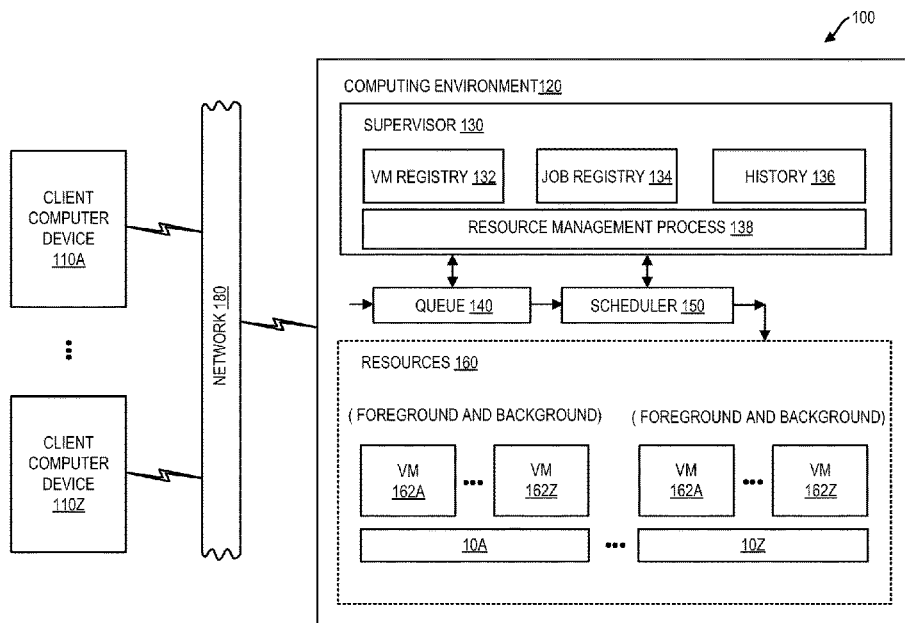 100
COMPUTING ENVIRONMENT120
SUPERVISOR 130
VM REGISTRY 132
JOB REGISTRY 134
HISTORY 136
RESOURCE MANAGEMENT PROCESS 138
CLIENT
COMPUTER
DEVICE
110A
NETWORK 180
QUEUE 140
SCHEDULER 150
RESOURCES 160
( FOREGROUND AND BACKGROUND)
( FOREGROUND AND BACKGROUND)
CLIENT
COMPUTER
DEVICE
110Z
VM
162A
VM
162Z
VM
162A
VM
162Z
10A
10Z